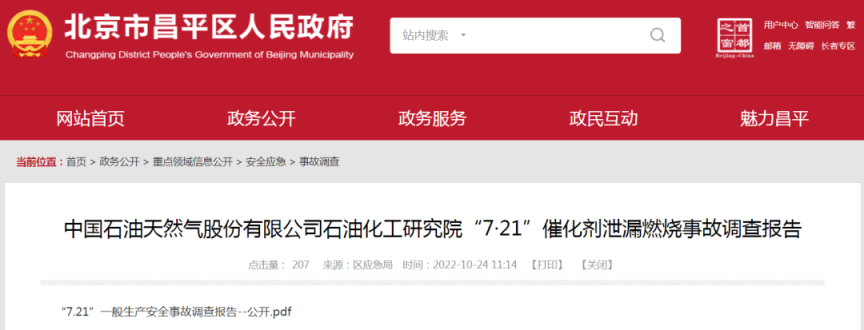 北京市昌平区人民政府
Changping District People's Government of Beijing Municipality
站内搜索
首都之窗
Beijing-China
用户中心 智能问答 繁
邮箱 无障碍 长者专区
网站首页 政务公开 政务服务 政民互动 魅力昌平
当前位置：首页 > 政务公开 > 重点领域信息公开 > 安全应急 > 事故调查
中国石油天然气股份有限公司石油化工研究院“7·21”催化剂泄漏燃烧事故调查报告
点击量： 207 来源：区应急局 时间：2022-10-24 11:14 【打印】 【关闭】
“7.21”一般生产安全事故调查报告--公开.pdf